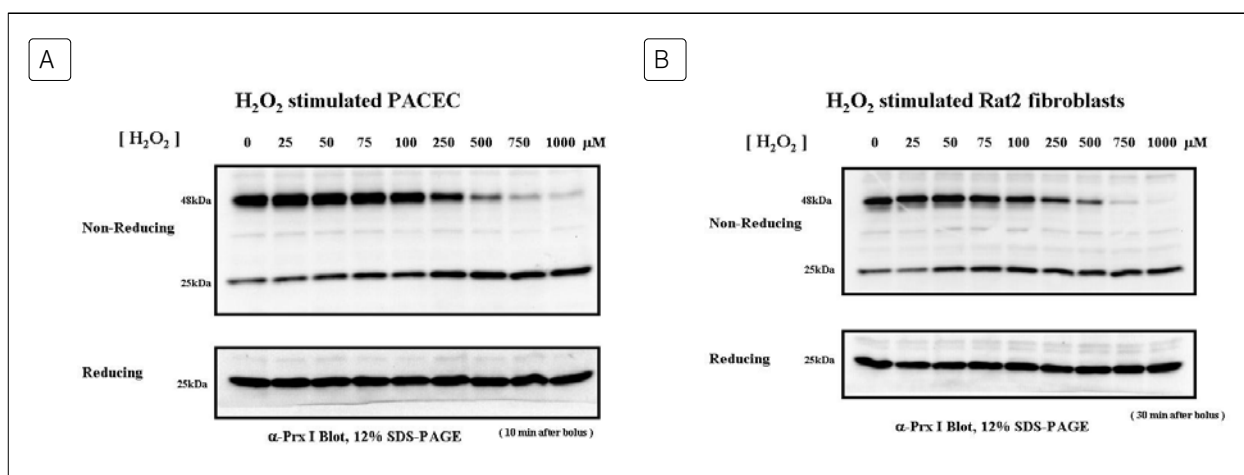 A
H₂O₂ stimulated PACEC
[ H₂O₂ ] 0 25 50 75 100 250 500 750 1000 μM
48kDa
Non-Reducing
25kDa
Reducing
25kDa
α-Prx I Blot, 12% SDS-PAGE ( 10 min after bolus )
B
H₂O₂ stimulated Rat2 fibroblasts
[ H₂O₂ ] 0 25 50 75 100 250 500 750 1000 μM
48kDa
Non-Reducing
25kDa
Reducing
25kDa
( 30 min after bolus )
α-Prx I Blot, 12% SDS-PAGE